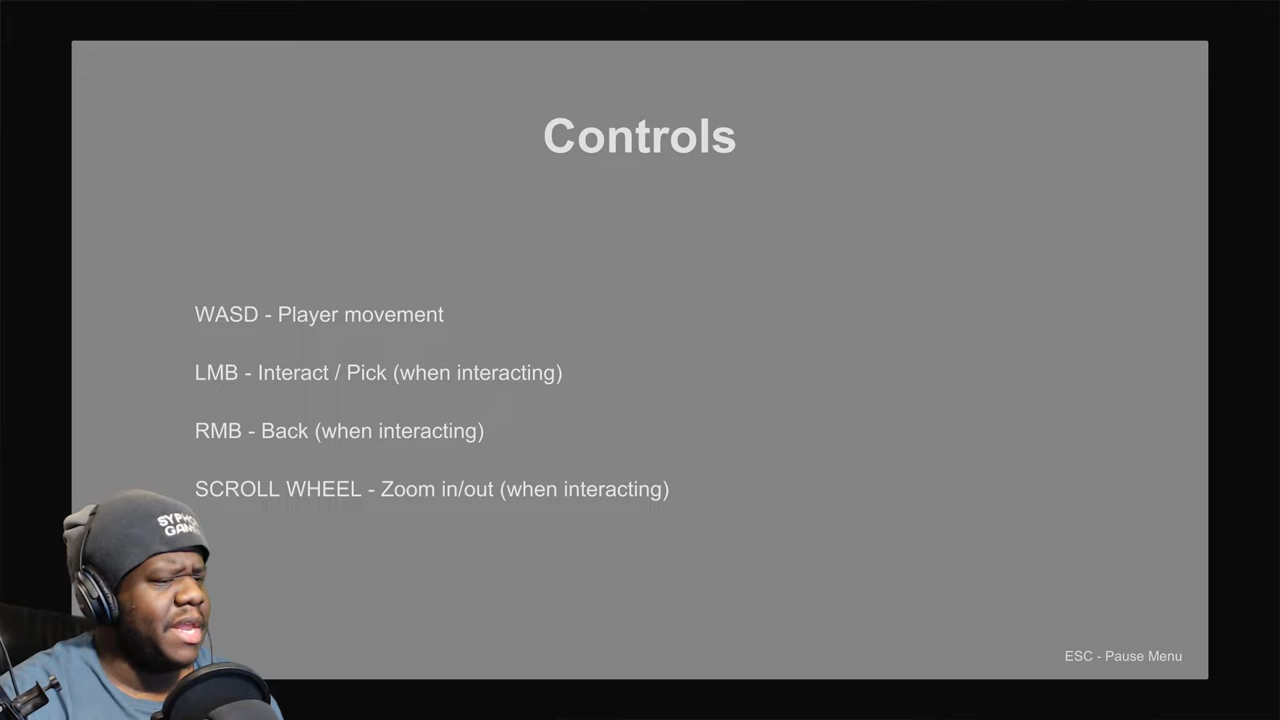 Controls
WASD - Player movement
LMB - Interact / Pick (when interacting)
RMB - Back (when interacting)
SCROLL WHEEL - Zoom in/out (when interacting)
ESC - Pause Menu